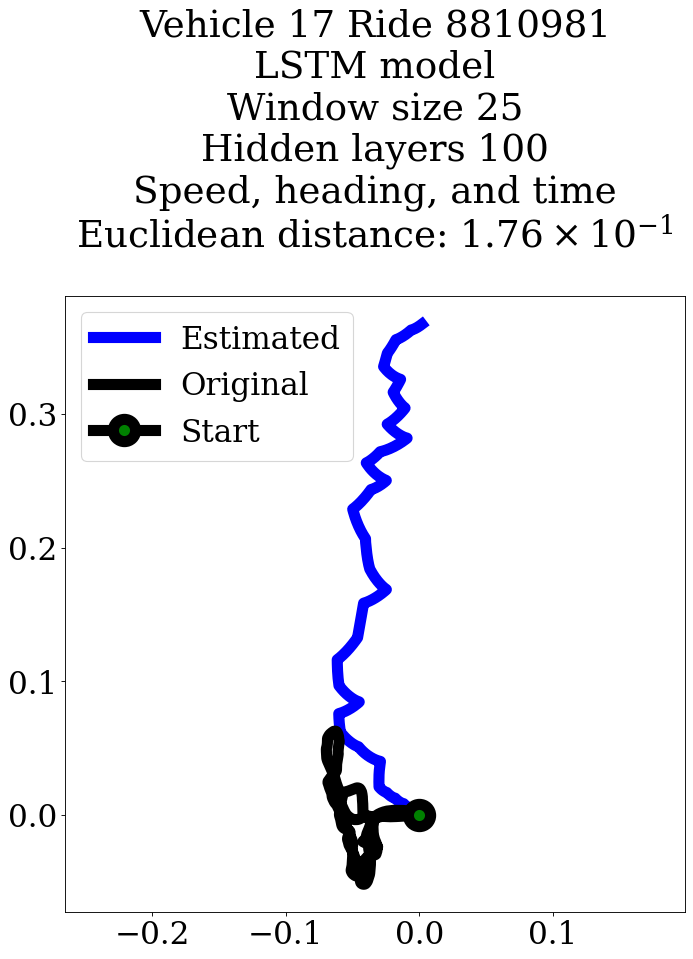 Vehicle 17 Ride 8810981
LSTM model
Window size 25
Hidden layers 100
Speed, heading, and time
Euclidean distance: 1.76 × 10⁻¹
Estimated
Original
Start
0.3
0.2
0.1
0.0
−0.2
−0.1
0.0
0.1